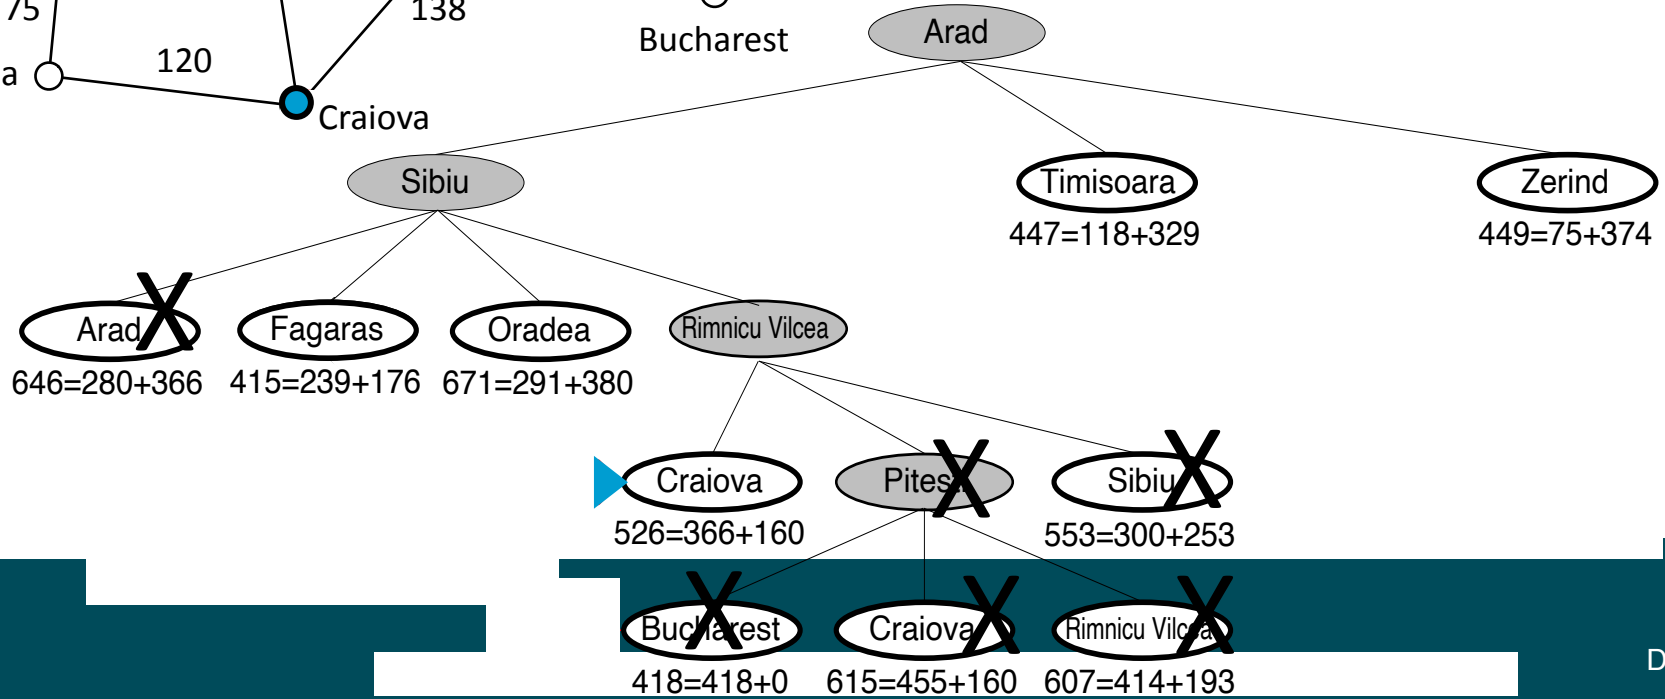 75
138
Bucharest
Arad
a
120
Craiova
Sibiu
Timisoara
Zerind
447=118+329
449=75+374
Arad
Fagaras
Oradea
Rimnicu Vilcea
646=280+366
415=239+176
671=291+380
Craiova
Pites
Sibiu
526=366+160
553=300+253
Bucharest
Craiova
Rimnicu Vilcea
418=418+0
615=455+160
607=414+193
D